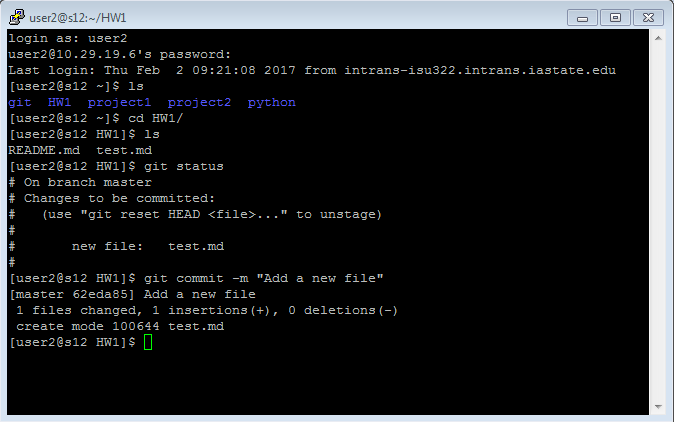 user2@s12:~/HW1
login as: user2
user2@10.29.19.6's password:
Last login: Thu Feb  2 09:21:08 2017 from intrans-isu322.intrans.iastate.edu
[user2@s12 ~]$ ls
git  HW1  project1  project2  python
[user2@s12 ~]$ cd HW1/
[user2@s12 HW1]$ ls
README.md  test.md
[user2@s12 HW1]$ git status
# On branch master
# Changes to be committed:
#   (use "git reset HEAD <file>..." to unstage)
#
#       new file:   test.md
#
[user2@s12 HW1]$ git commit -m "Add a new file"
[master 62eda85] Add a new file
 1 files changed, 1 insertions(+), 0 deletions(-)
 create mode 100644 test.md
[user2@s12 HW1]$